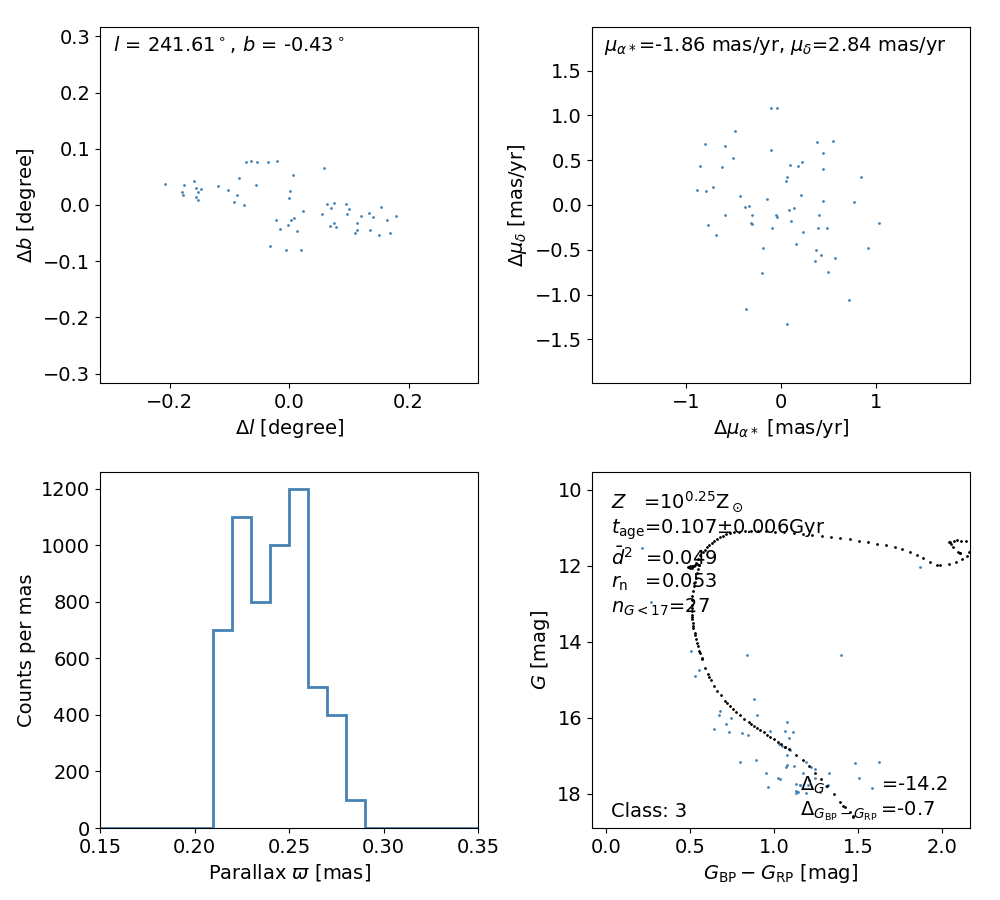 l = 241.61°, b = -0.43°
0.3
0.2
0.1
0.0
−0.1
−0.2
−0.3
Δb [degree]
−0.2
0.0
0.2
Δl [degree]
μα*=-1.86 mas/yr, μδ=2.84 mas/yr
1.5
1.0
0.5
0.0
−0.5
−1.0
−1.5
Δμδ [mas/yr]
−1
0
1
Δμα* [mas/yr]
1200
1000
800
600
400
200
0
Counts per mas
0.15
0.20
0.25
0.30
0.35
Parallax ϖ [mas]
Z =10^0.25 Z⊙
t_age=0.107±0.006Gyr
d̄² =0.049
r_n =0.053
n_G<17=27
Δ_G =-14.2
Δ_GBP−GRP =-0.7
Class: 3
10
12
14
16
18
G [mag]
0.0
0.5
1.0
1.5
2.0
G_BP − G_RP [mag]